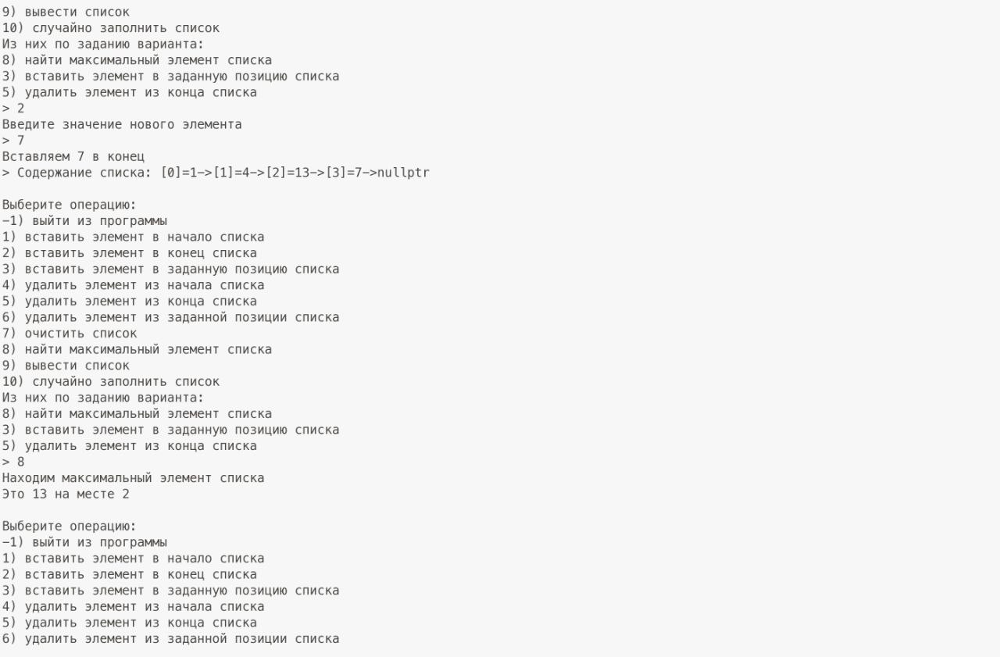 9) вывести список
10) случайно заполнить список
Из них по заданию варианта:
8) найти максимальный элемент списка
3) вставить элемент в заданную позицию списка
5) удалить элемент из конца списка
> 2
Введите значение нового элемента
> 7
Вставляем 7 в конец
> Содержание списка: [0]=1->[1]=4->[2]=13->[3]=7->nullptr
Выберите операцию:
-1) выйти из программы
1) вставить элемент в начало списка
2) вставить элемент в конец списка
3) вставить элемент в заданную позицию списка
4) удалить элемент из начала списка
5) удалить элемент из конца списка
6) удалить элемент из заданной позиции списка
7) очистить список
8) найти максимальный элемент списка
9) вывести список
10) случайно заполнить список
Из них по заданию варианта:
8) найти максимальный элемент списка
3) вставить элемент в заданную позицию списка
5) удалить элемент из конца списка
> 8
Находим максимальный элемент списка
Это 13 на месте 2
Выберите операцию:
-1) выйти из программы
1) вставить элемент в начало списка
2) вставить элемент в конец списка
3) вставить элемент в заданную позицию списка
4) удалить элемент из начала списка
5) удалить элемент из конца списка
6) удалить элемент из заданной позиции списка